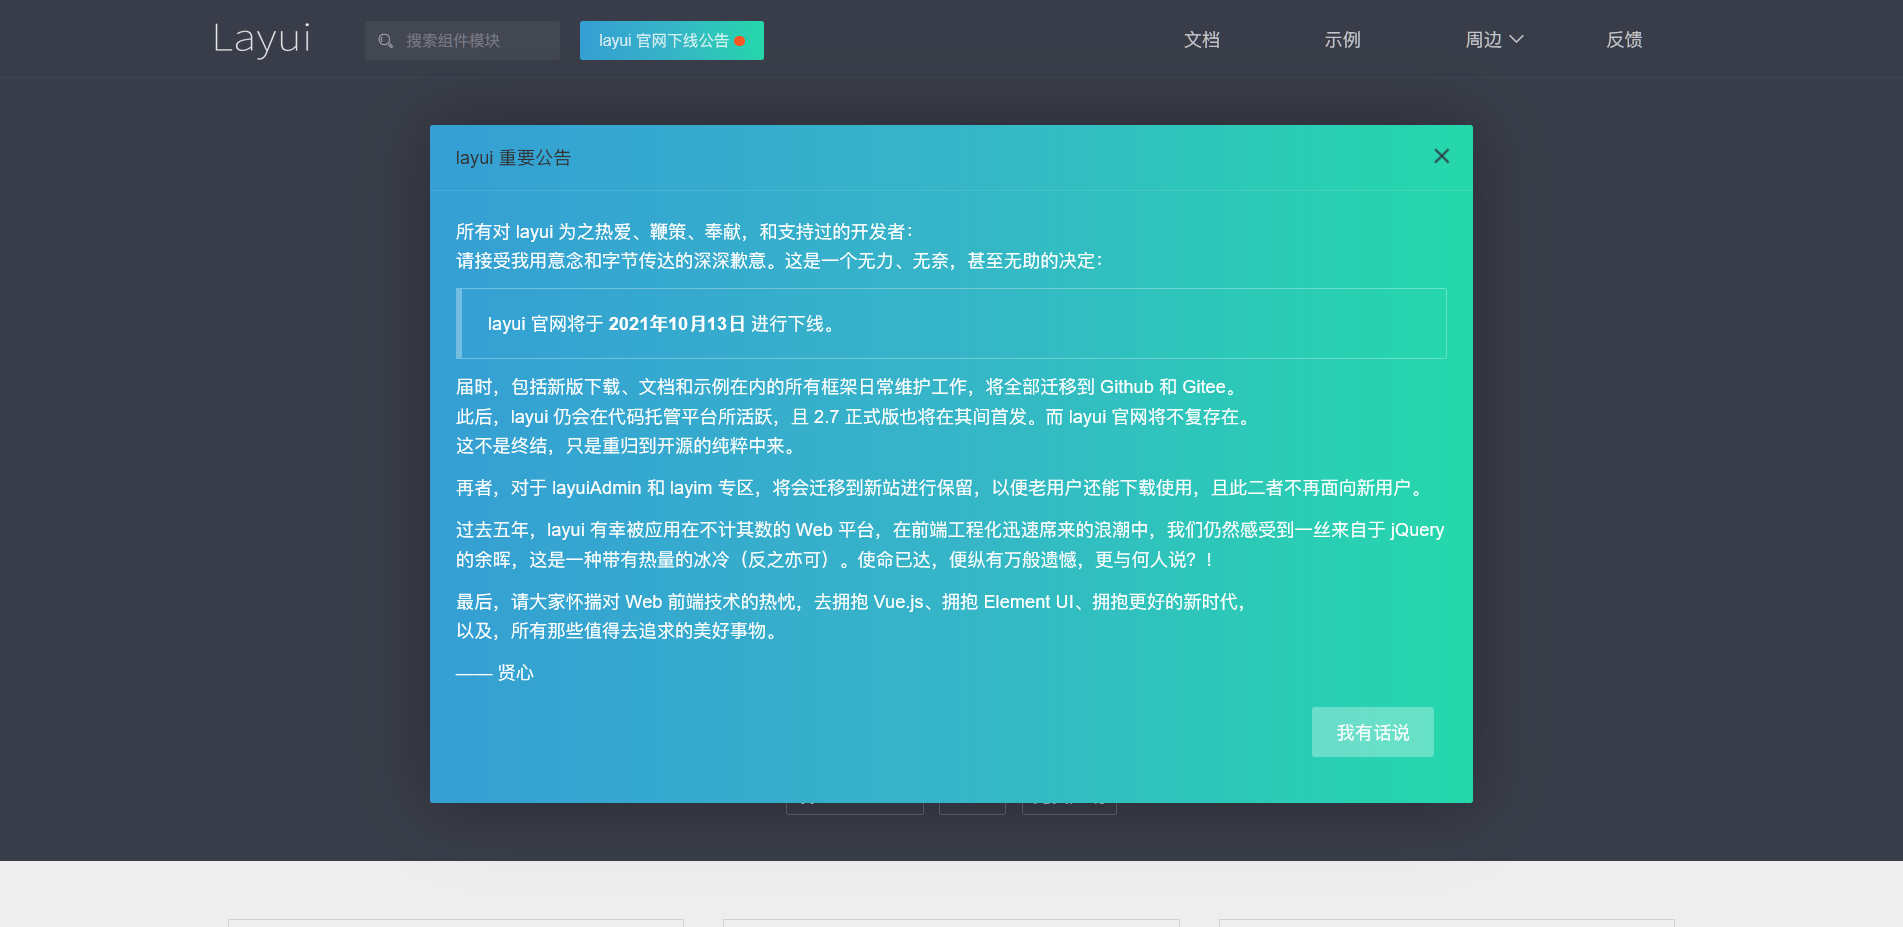 Layui
搜索组件模块
layui 官网下线公告
文档
示例
周边
反馈
layui 重要公告
所有对 layui 为之热爱、鞭策、奉献，和支持过的开发者：
请接受我用意念和字节传达的深深歉意。这是一个无力、无奈，甚至无助的决定：
layui 官网将于 2021年10月13日 进行下线。
届时，包括新版下载、文档和示例在内的所有框架日常维护工作，将全部迁移到 Github 和 Gitee。
此后，layui 仍会在代码托管平台所活跃，且 2.7 正式版也将在其间首发。而 layui 官网将不复存在。
这不是终结，只是重归到开源的纯粹中来。
再者，对于 layuiAdmin 和 layim 专区，将会迁移到新站进行保留，以便老用户还能下载使用，且此二者不再面向新用户。
过去五年，layui 有幸被应用在不计其数的 Web 平台，在前端工程化迅速席来的浪潮中，我们仍然感受到一丝来自于 jQuery
的余晖，这是一种带有热量的冰冷（反之亦可）。使命已达，便纵有万般遗憾，更与何人说？！
最后，请大家怀揣对 Web 前端技术的热忱，去拥抱 Vue.js、拥抱 Element UI、拥抱更好的新时代，
以及，所有那些值得去追求的美好事物。
—— 贤心
我有话说